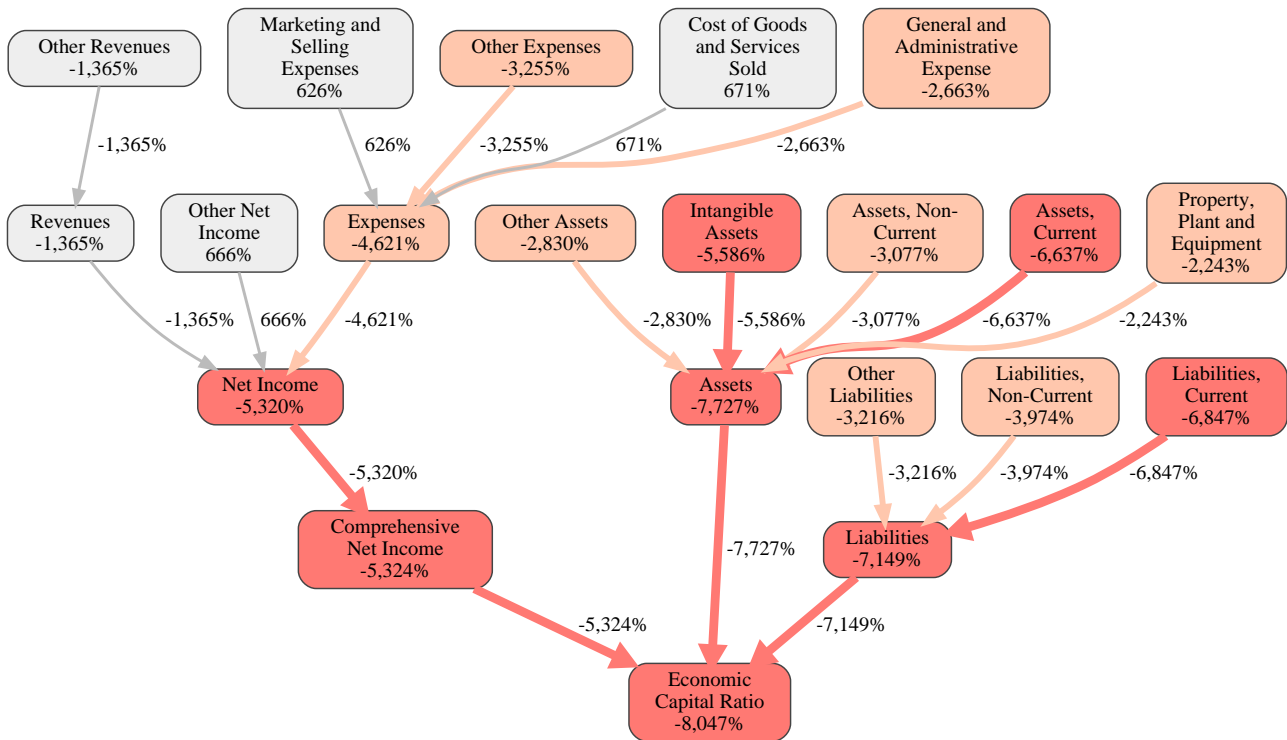 Other Revenues
-1,365%
Marketing and
Selling
Expenses
626%
Other Expenses
-3,255%
Cost of Goods
and Services
Sold
671%
General and
Administrative
Expense
-2,663%
-1,365%
626%
-3,255%
671%
-2,663%
Revenues
-1,365%
Other Net
Income
666%
Expenses
-4,621%
Other Assets
-2,830%
Intangible
Assets
-5,586%
Assets, Non-
Current
-3,077%
Assets,
Current
-6,637%
Property,
Plant and
Equipment
-2,243%
-1,365%
666%
-4,621%
-2,830%
-5,586%
-3,077%
-6,637%
-2,243%
Net Income
-5,320%
Assets
-7,727%
Other
Liabilities
-3,216%
Liabilities,
Non-Current
-3,974%
Liabilities,
Current
-6,847%
-5,320%
-3,216%
-3,974%
-6,847%
Comprehensive
Net Income
-5,324%
-7,727%
Liabilities
-7,149%
-5,324%
-7,149%
Economic
Capital Ratio
-8,047%